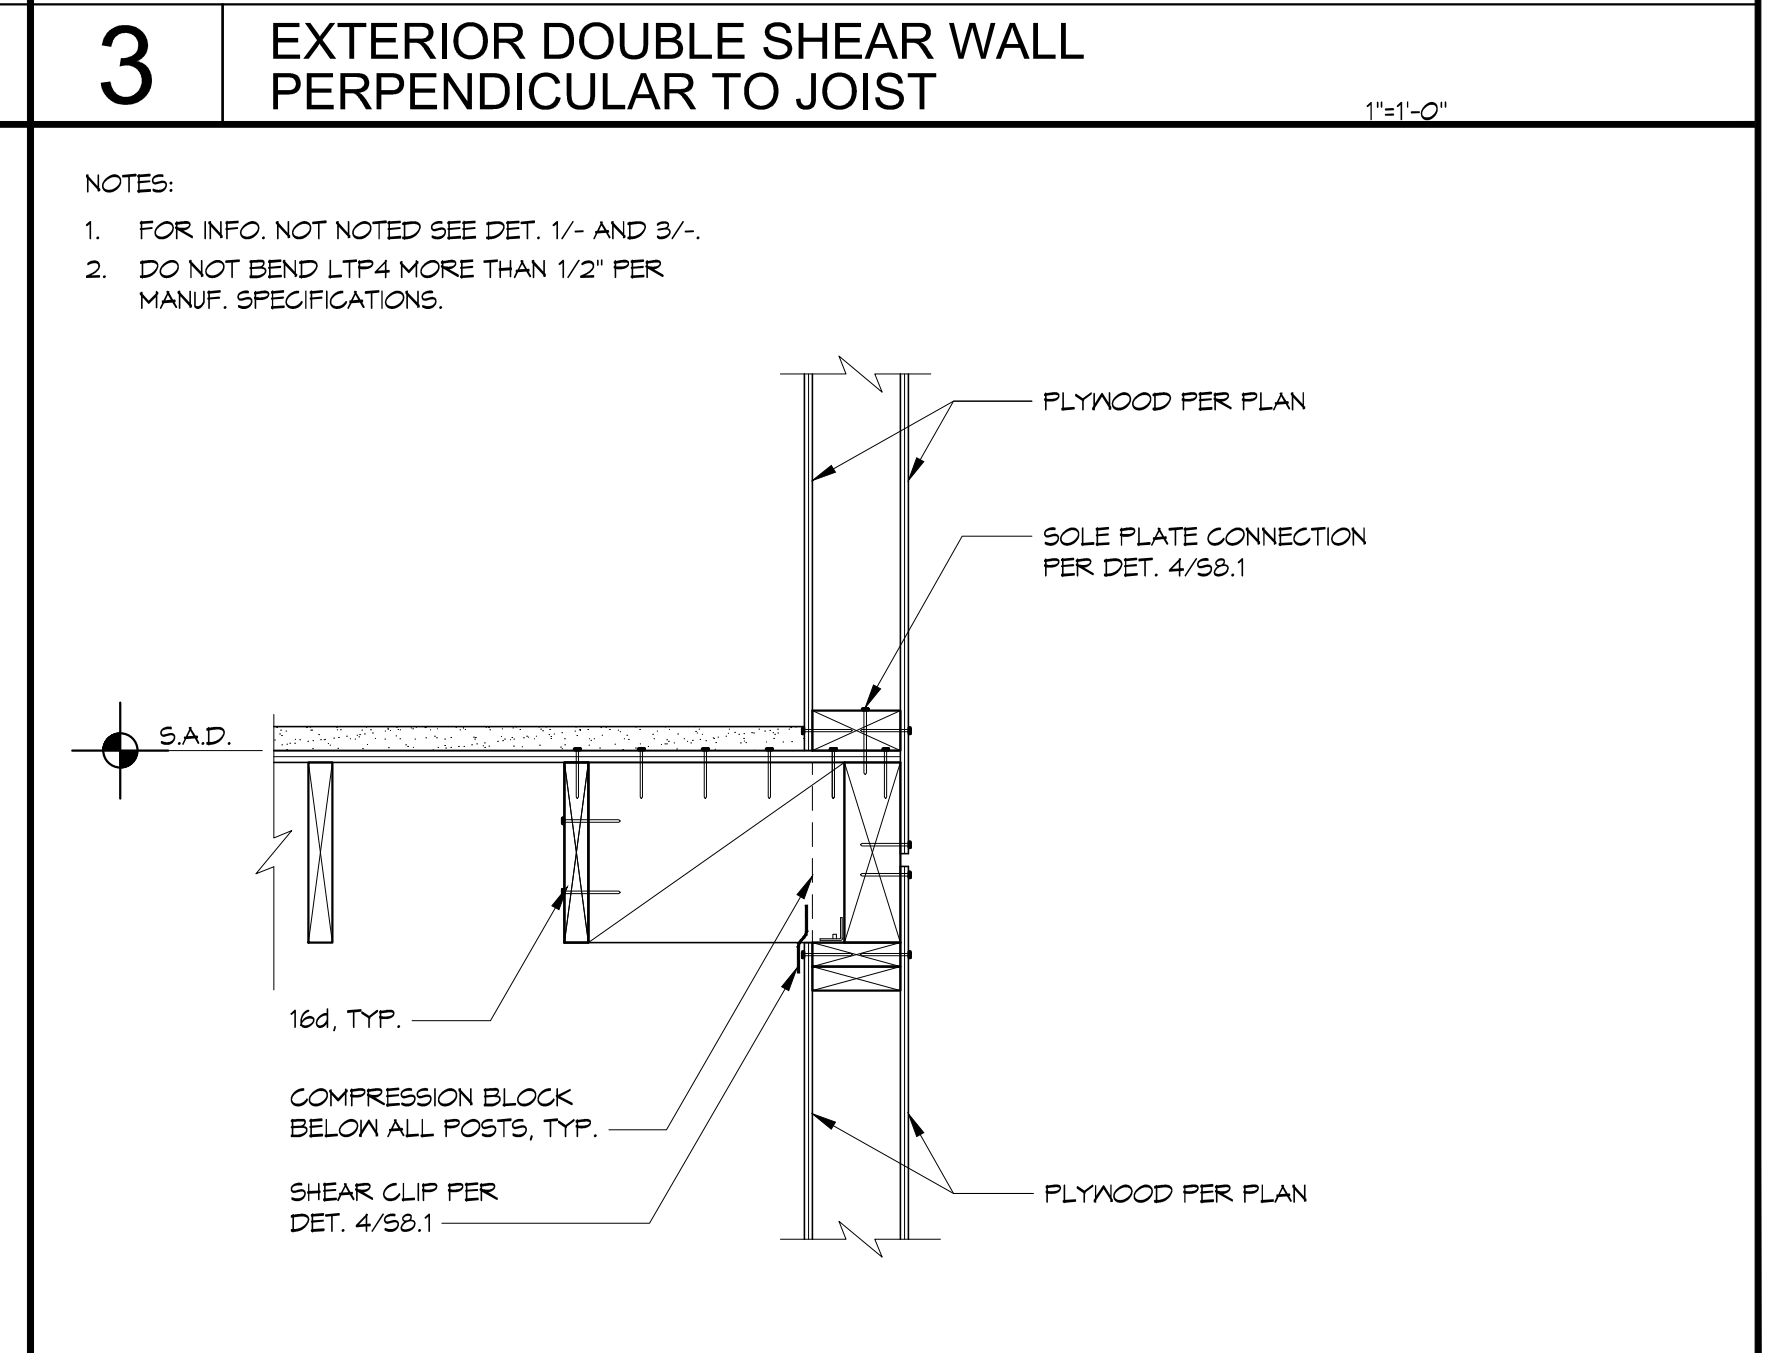 3
EXTERIOR DOUBLE SHEAR WALL
PERPENDICULAR TO JOIST
1"=1'-0"
NOTES:
1. FOR INFO. NOT NOTED SEE DET. 1/- AND 3/-.
2. DO NOT BEND LTP4 MORE THAN 1/2" PER
MANUF. SPECIFICATIONS.
PLYWOOD PER PLAN
SOLE PLATE CONNECTION
PER DET. 4/S8.1
S.A.D.
16d, TYP.
COMPRESSION BLOCK
BELOW ALL POSTS, TYP.
SHEAR CLIP PER
DET. 4/S8.1
PLYWOOD PER PLAN